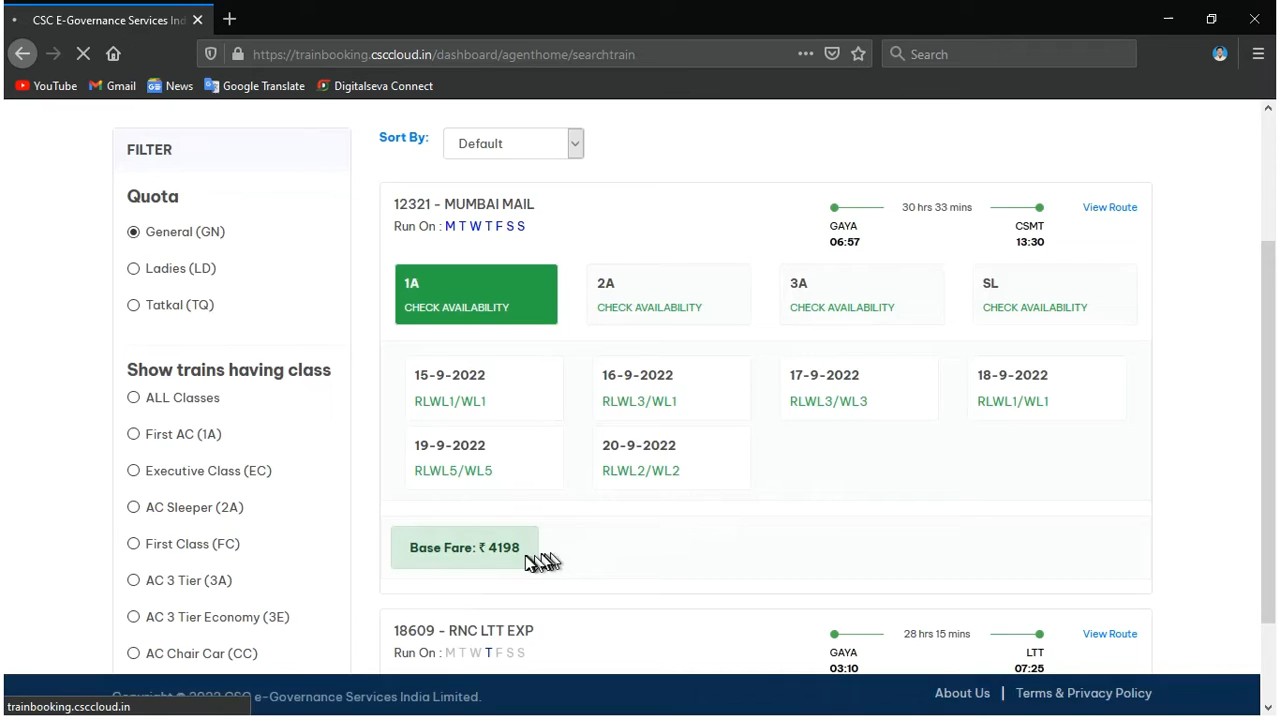 CSC E-Governance Services Ind
https://trainbooking.csccloud.in/dashboard/agenthome/searchtrain
Search
YouTube
Gmail
News
Google Translate
Digitalseva Connect
FILTER
Quota
General (GN)
Ladies (LD)
Tatkal (TQ)
Show trains having class
ALL Classes
First AC (1A)
Executive Class (EC)
AC Sleeper (2A)
First Class (FC)
AC 3 Tier (3A)
AC 3 Tier Economy (3E)
AC Chair Car (CC)
Sort By:
Default
12321 - MUMBAI MAIL
Run On : M T W T F S S
30 hrs 33 mins
GAYA
06:57
CSMT
13:30
View Route
1A
CHECK AVAILABILITY
2A
CHECK AVAILABILITY
3A
CHECK AVAILABILITY
SL
CHECK AVAILABILITY
15-9-2022
RLWL1/WL1
16-9-2022
RLWL3/WL1
17-9-2022
RLWL3/WL3
18-9-2022
RLWL1/WL1
19-9-2022
RLWL5/WL5
20-9-2022
RLWL2/WL2
Base Fare: ₹ 4198
18609 - RNC LTT EXP
Run On : M T W T F S S
28 hrs 15 mins
GAYA
03:10
LTT
07:25
View Route
Copyright © 2022 CSC e-Governance Services India Limited.
About Us
|
Terms & Privacy Policy
trainbooking.csccloud.in